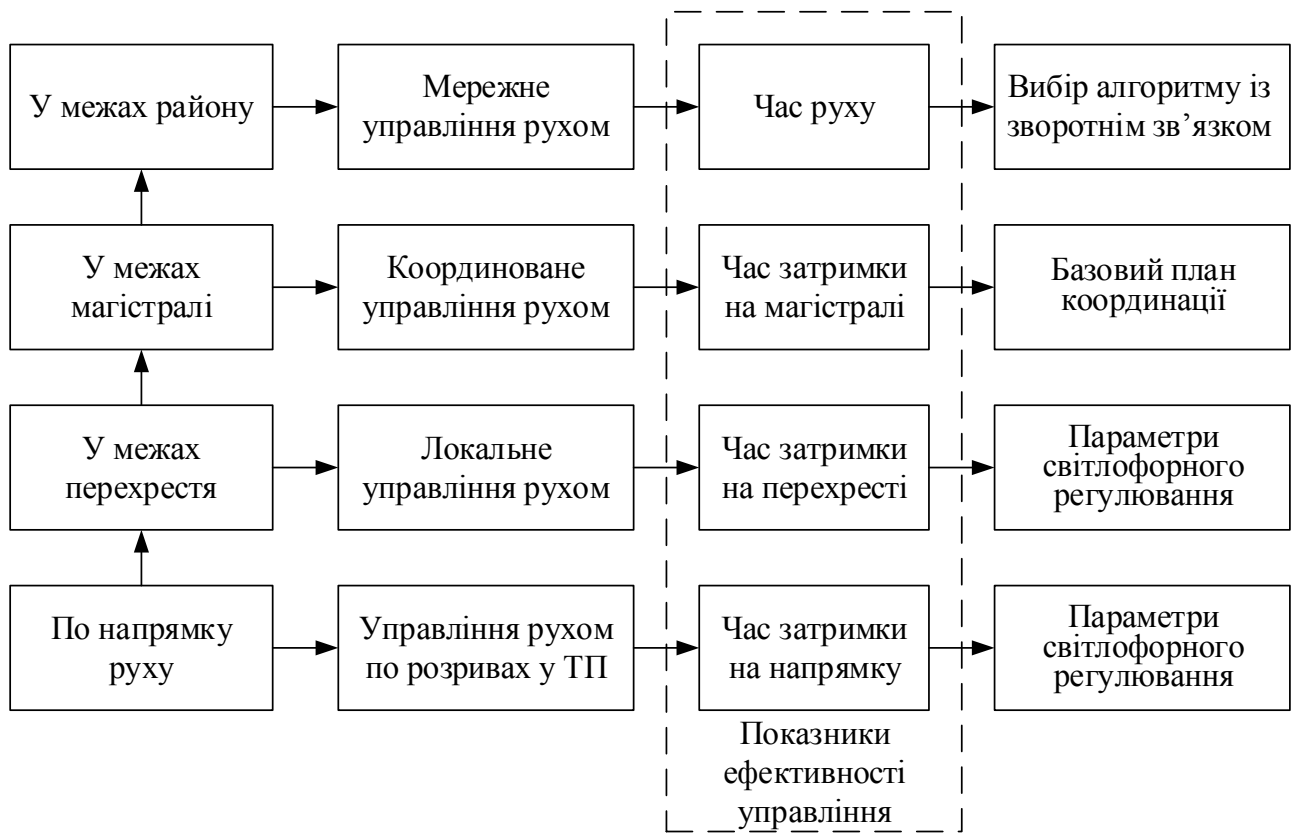 У межах району
Мережне
управління рухом
Час руху
Вибір алгоритму із
зворотнім зв’язком
У межах
магістралі
Координоване
управління рухом
Час затримки
на магістралі
Базовий план
координації
У межах
перехрестя
Локальне
управління рухом
Час затримки
на перехресті
Параметри
світлофорного
регулювання
По напрямку
руху
Управління рухом
по розривах у ТП
Час затримки
на напрямку
Параметри
світлофорного
регулювання
Показники
ефективності
управління